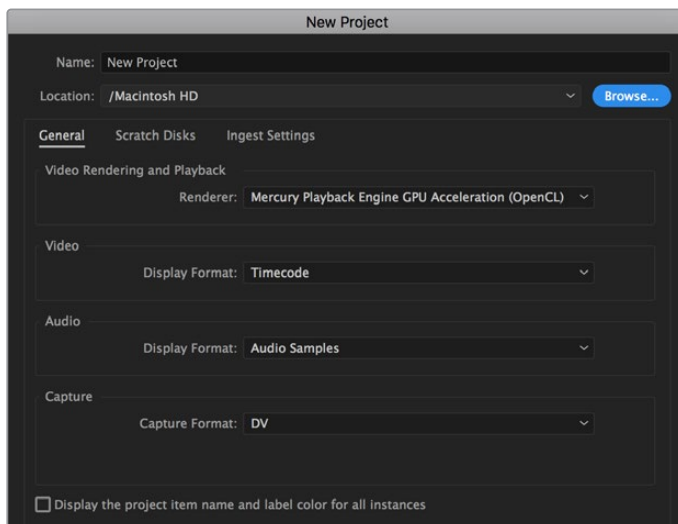 New Project
Name: New Project
Location: /Macintosh HD Browse...
General Scratch Disks Ingest Settings
Video Rendering and Playback
Renderer: Mercury Playback Engine GPU Acceleration (OpenCL)
Video
Display Format: Timecode
Audio
Display Format: Audio Samples
Capture
Capture Format: DV
Display the project item name and label color for all instances